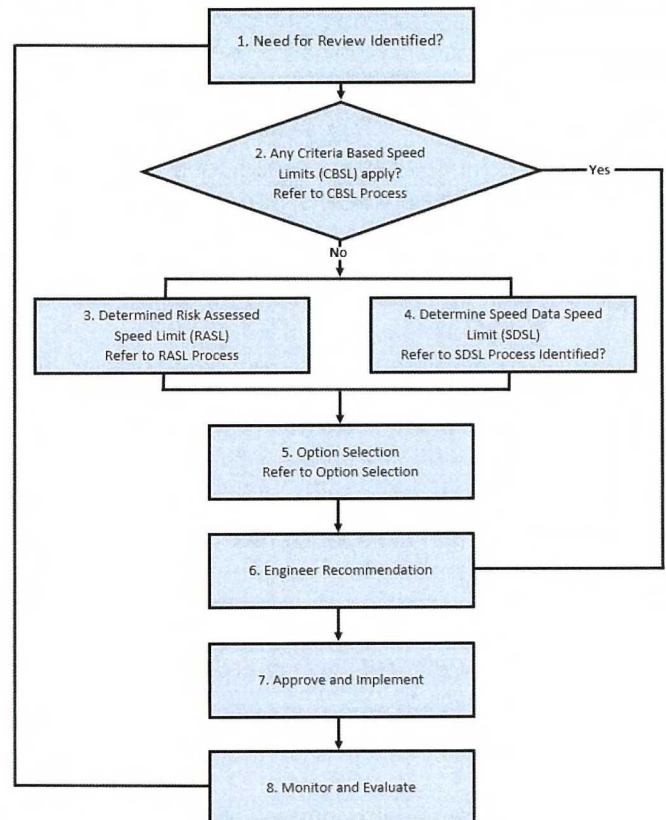 1. Need for Review Identified?
2. Any Criteria Based Speed
Limits (CBSL) apply?
Refer to CBSL Process
Yes
No
3. Determined Risk Assessed
Speed Limit (RASL)
Refer to RASL Process
4. Determine Speed Data Speed
Limit (SDSL)
Refer to SDSL Process Identified?
5. Option Selection
Refer to Option Selection
6. Engineer Recommendation
7. Approve and Implement
8. Monitor and Evaluate